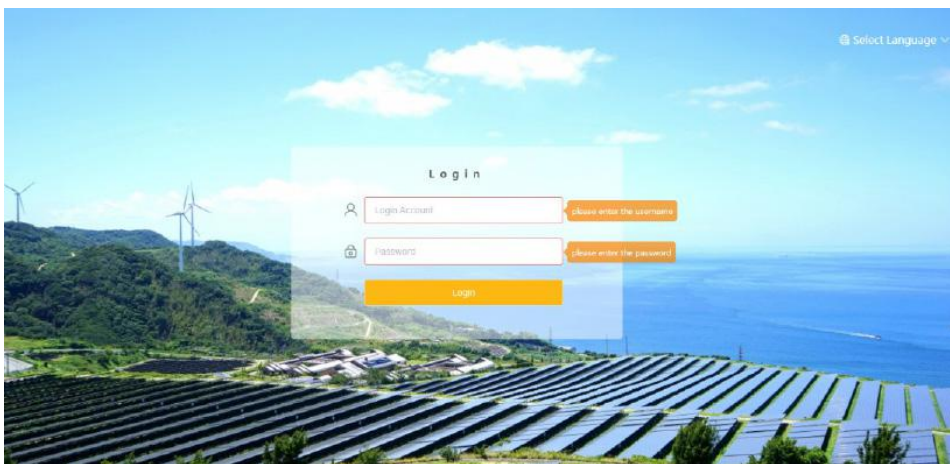 Select Language
Login
Login Account
please enter the username
Password
please enter the password
Login